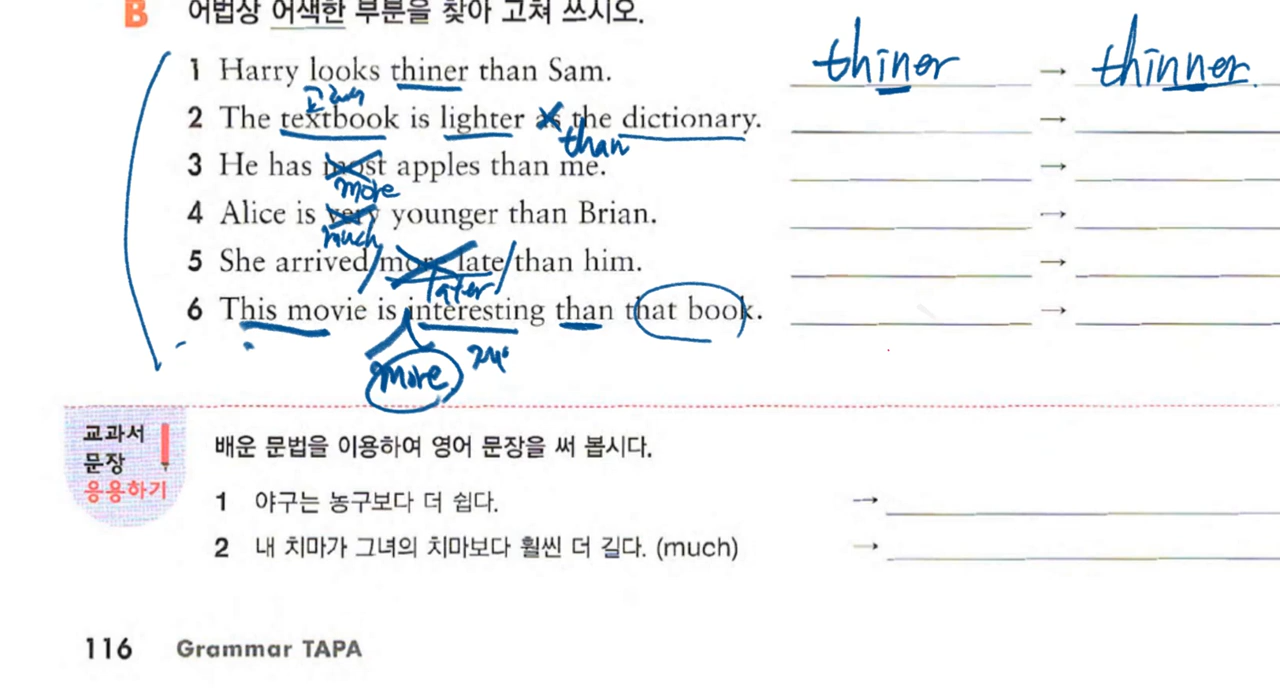 B 어법상 어색한 부분을 찾아 고쳐 쓰시오.
1 Harry looks thiner than Sam. thiner → thinner.
2 The textbook is lighter as the dictionary. →
than
3 He has most apples than me. →
more
4 Alice is very younger than Brian. →
much
5 She arrived more late than him. →
later
6 This movie is interesting than that book. →
more
교과서
문장
응용하기
배운 문법을 이용하여 영어 문장을 써 봅시다.
1 야구는 농구보다 더 쉽다. →
2 내 치마가 그녀의 치마보다 훨씬 더 길다. (much) →
116 Grammar TAPA